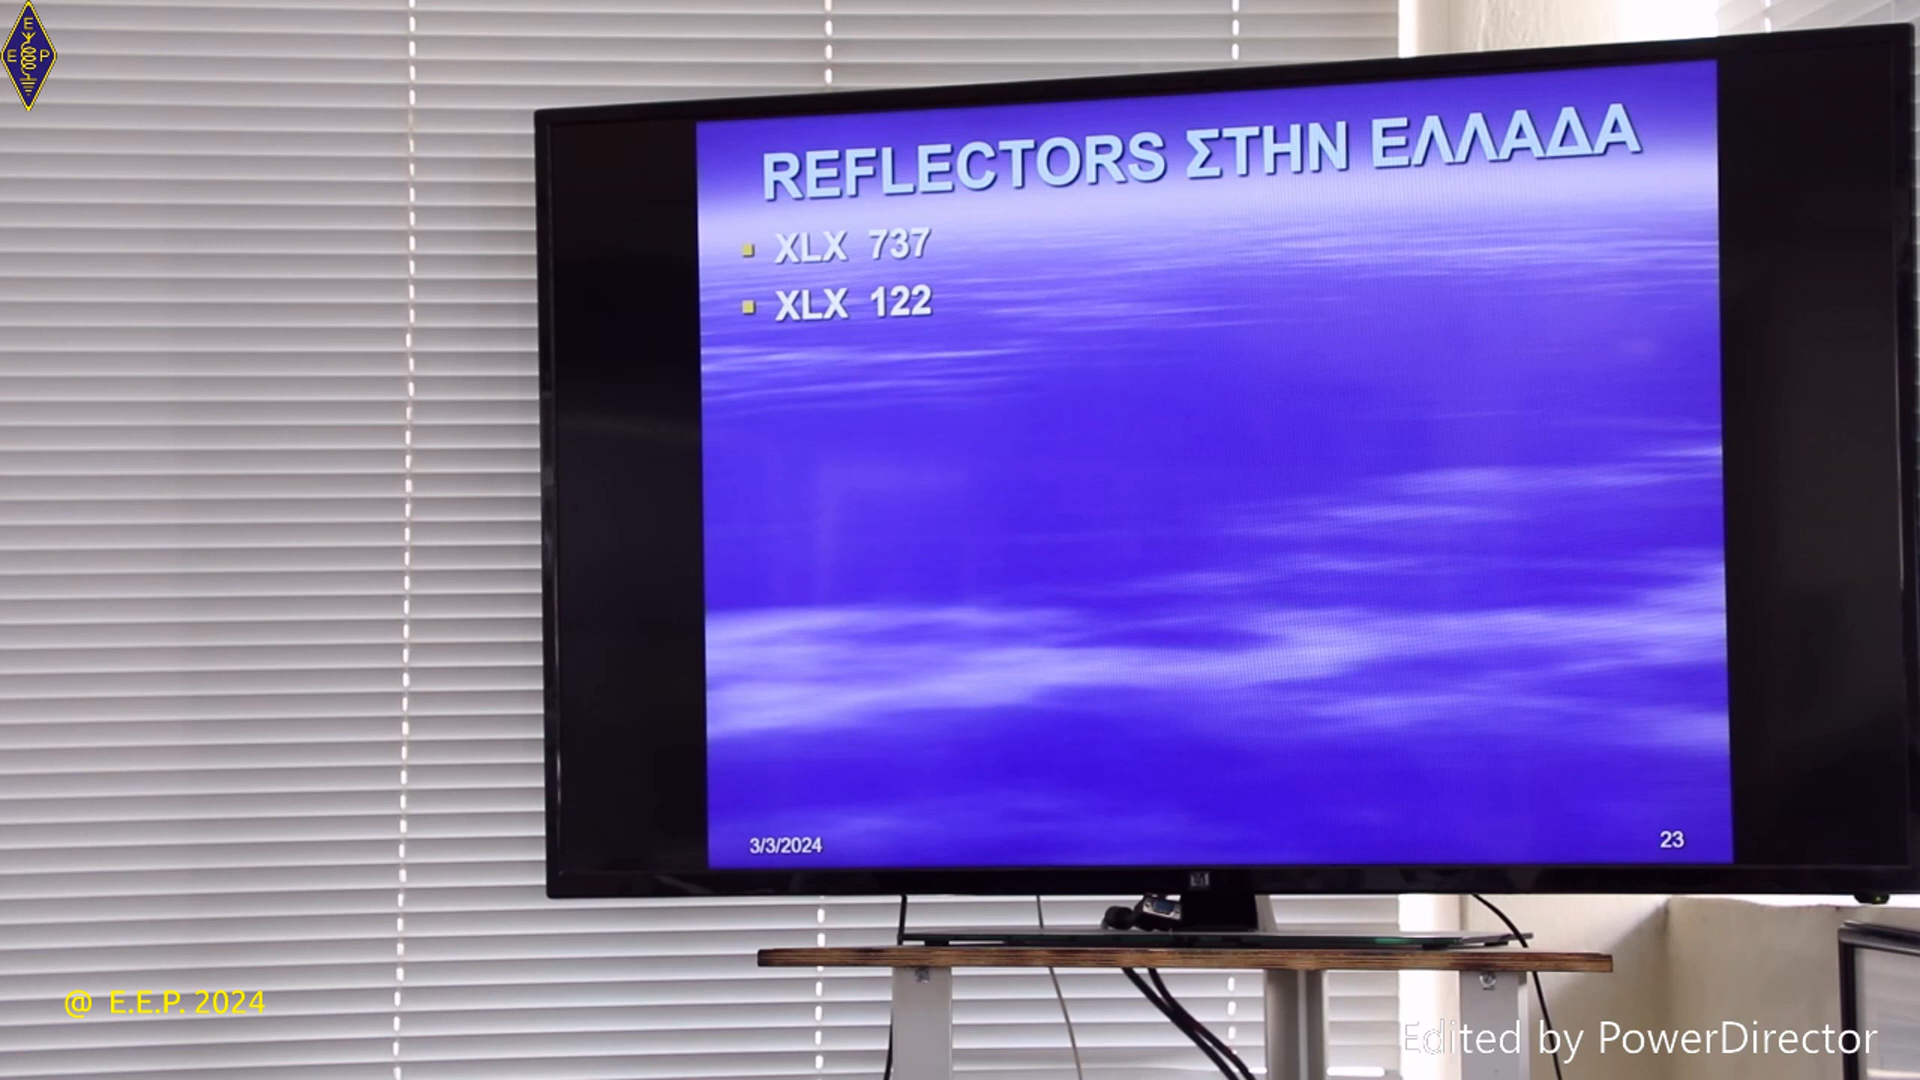 E
E P
REFLECTORS ΣΤΗΝ ΕΛΛΑΔΑ
XLX 737
XLX 122
3/3/2024
23
@ E.E.P. 2024
Edited by PowerDirector